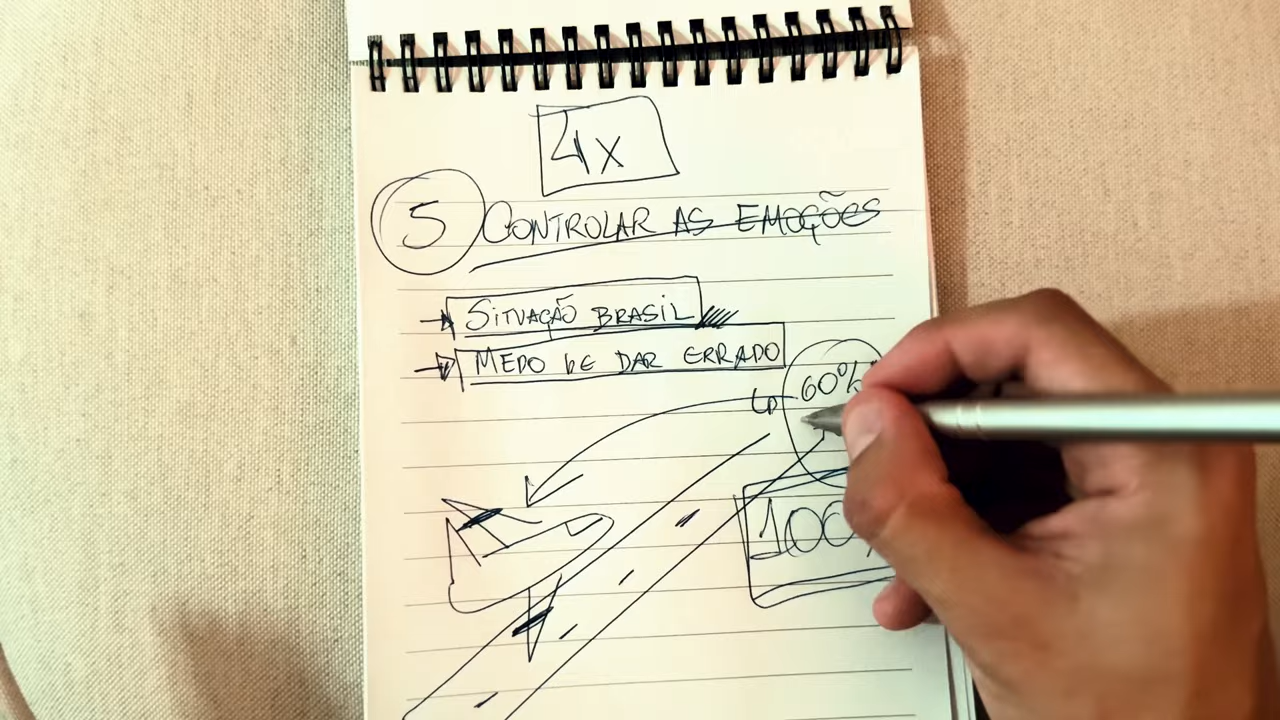 4x
5 CONTROLAR AS EMOÇÕES
SITUAÇÃO BRASIL
MEDO DE DAR ERRADO
60%
100